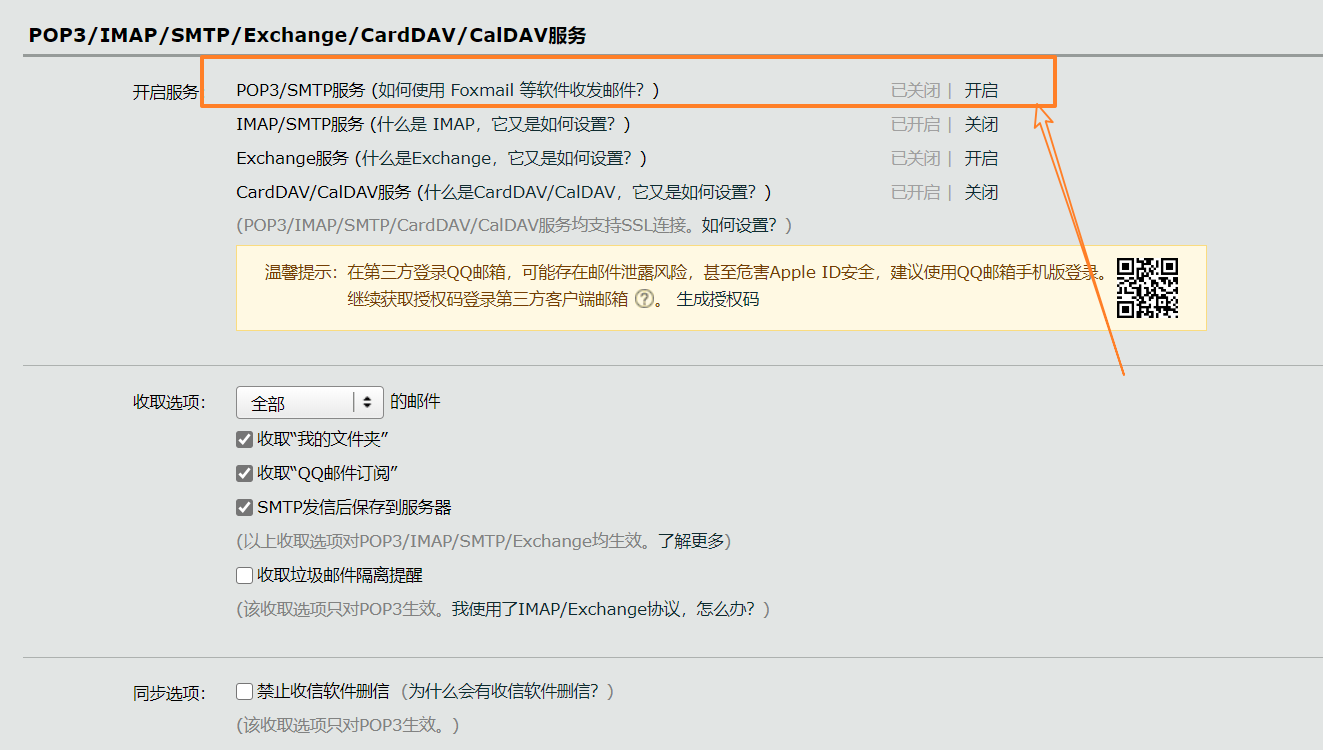 POP3/IMAP/SMTP/Exchange/CardDAV/CalDAV服务
开启服务: POP3/SMTP服务 (如何使用 Foxmail 等软件收发邮件? ) 已关闭 | 开启
IMAP/SMTP服务 (什么是 IMAP，它又是如何设置? ) 已开启 | 关闭
Exchange服务 (什么是Exchange，它又是如何设置? ) 已关闭 | 开启
CardDAV/CalDAV服务 (什么是CardDAV/CalDAV，它又是如何设置? ) 已开启 | 关闭
(POP3/IMAP/SMTP/CardDAV/CalDAV服务均支持SSL连接。如何设置? )
温馨提示: 在第三方登录QQ邮箱，可能存在邮件泄露风险，甚至危害Apple ID安全，建议使用QQ邮箱手机版登录。
继续获取授权码登录第三方客户端邮箱 ?。 生成授权码
收取选项: 全部 的邮件
收取“我的文件夹”
收取“QQ邮件订阅”
SMTP发信后保存到服务器
(以上收取选项对POP3/IMAP/SMTP/Exchange均生效。了解更多)
收取垃圾邮件隔离提醒
(该收取选项只对POP3生效。我使用了IMAP/Exchange协议，怎么办? )
同步选项: 禁止收信软件删信 (为什么会有收信软件删信? )
(该收取选项只对POP3生效。)